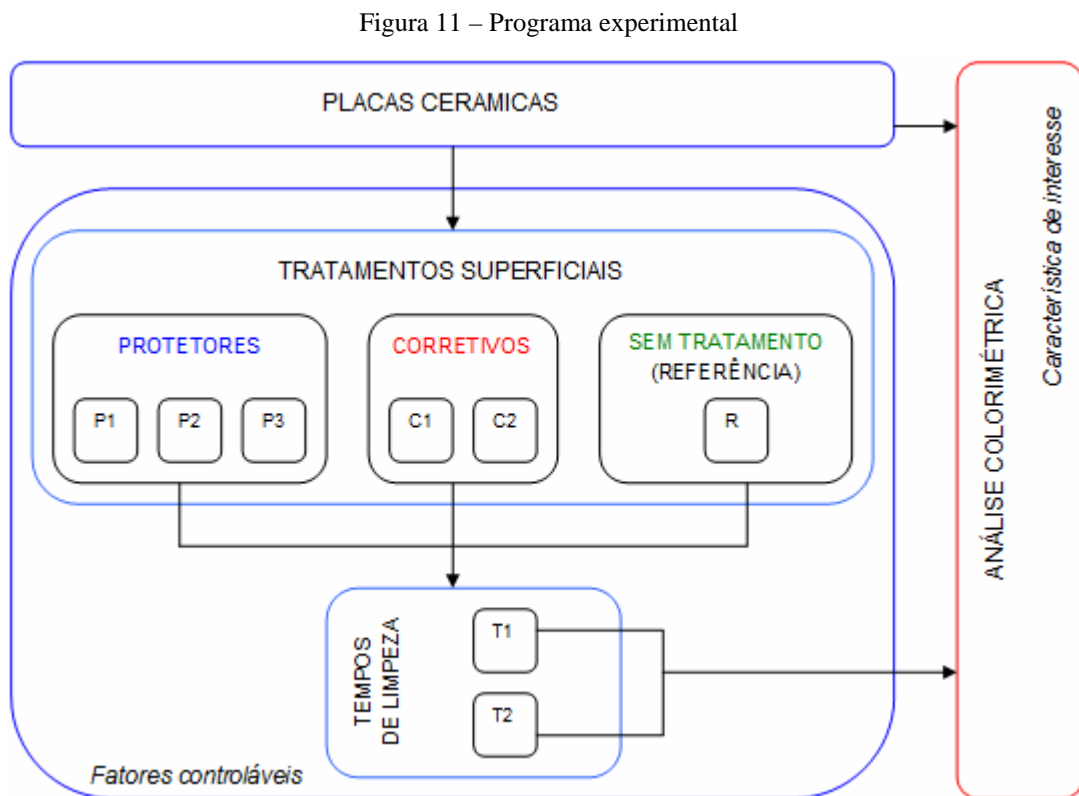 Figura 11 – Programa experimental
PLACAS CERAMICAS
TRATAMENTOS SUPERFICIAIS
PROTETORES
P1
P2
P3
CORRETIVOS
C1
C2
SEM TRATAMENTO
(REFERÊNCIA)
R
TEMPOS
DE LIMPEZA
T1
T2
Fatores controláveis
ANÁLISE COLORIMÉTRICA
Característica de interesse